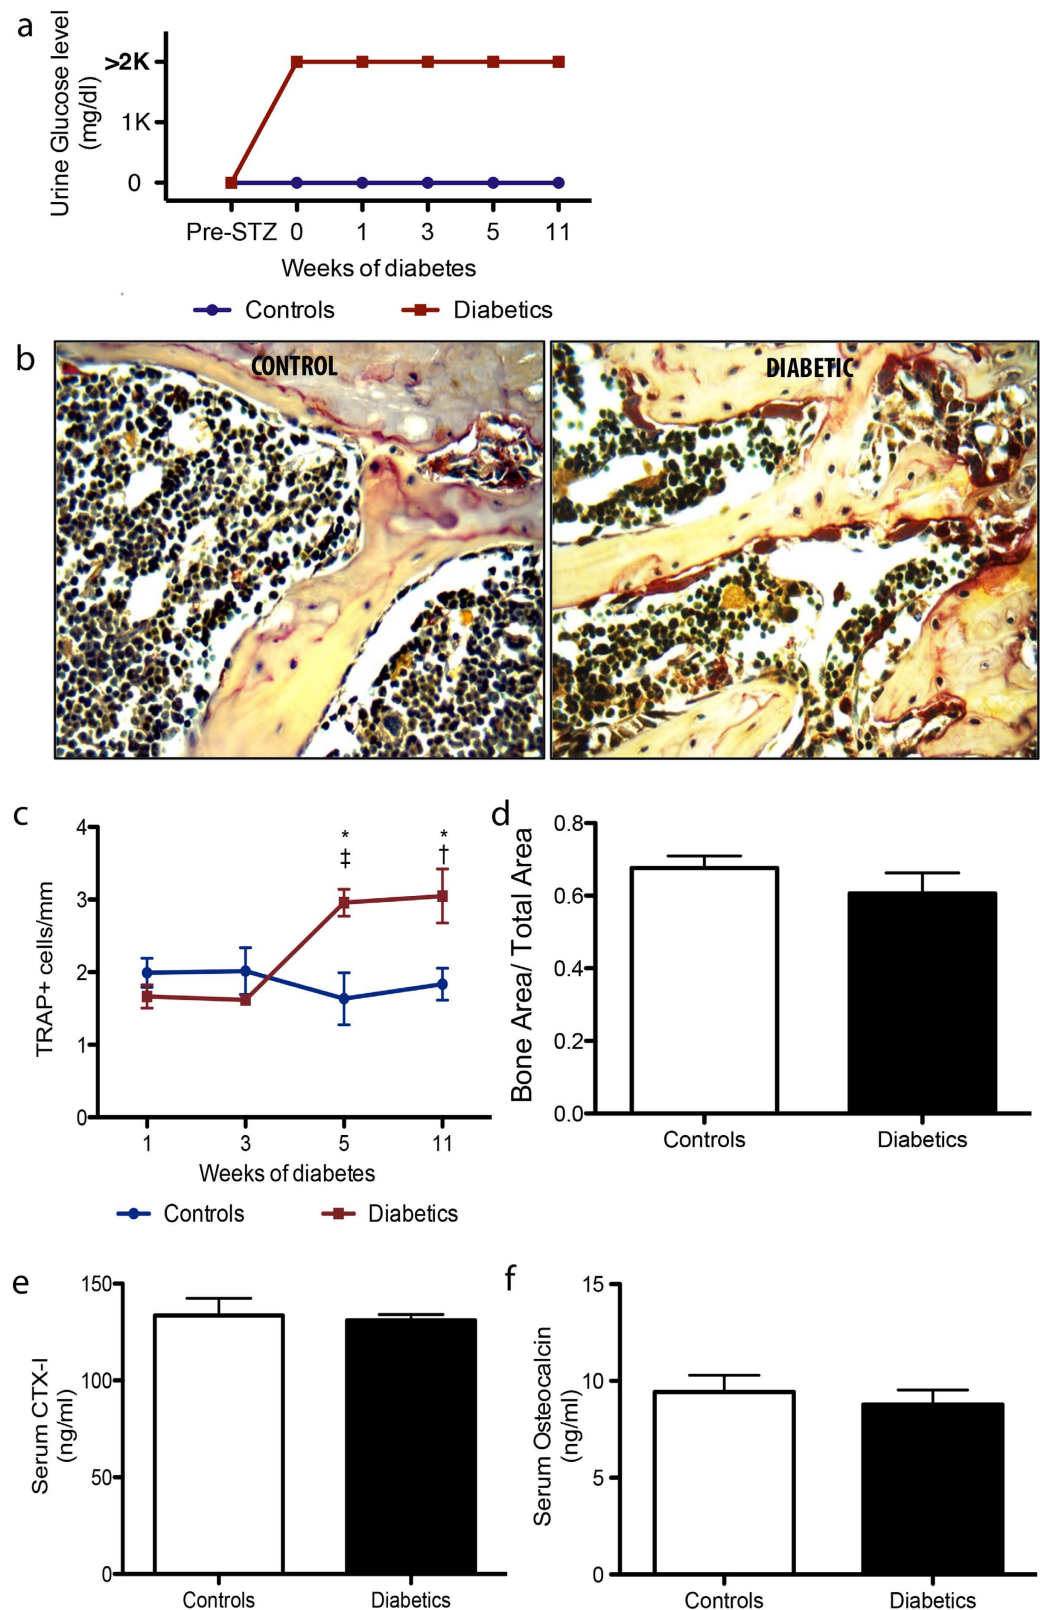 a
Urine Glucose level
(mg/dl)
>2K
1K
0
Pre-STZ 0 1 3 5 11
Weeks of diabetes
Controls Diabetics
b
CONTROL DIABETIC
c
TRAP+ cells/mm
4
3
2
1
0
*
‡
*
†
1 3 5 11
Weeks of diabetes
Controls Diabetics
d
Bone Area/ Total Area
0.8
0.6
0.4
0.2
0.0
Controls Diabetics
e
Serum CTX-I
(ng/ml)
150
100
50
0
Controls Diabetics
f
Serum Osteocalcin
(ng/ml)
15
10
5
0
Controls Diabetics